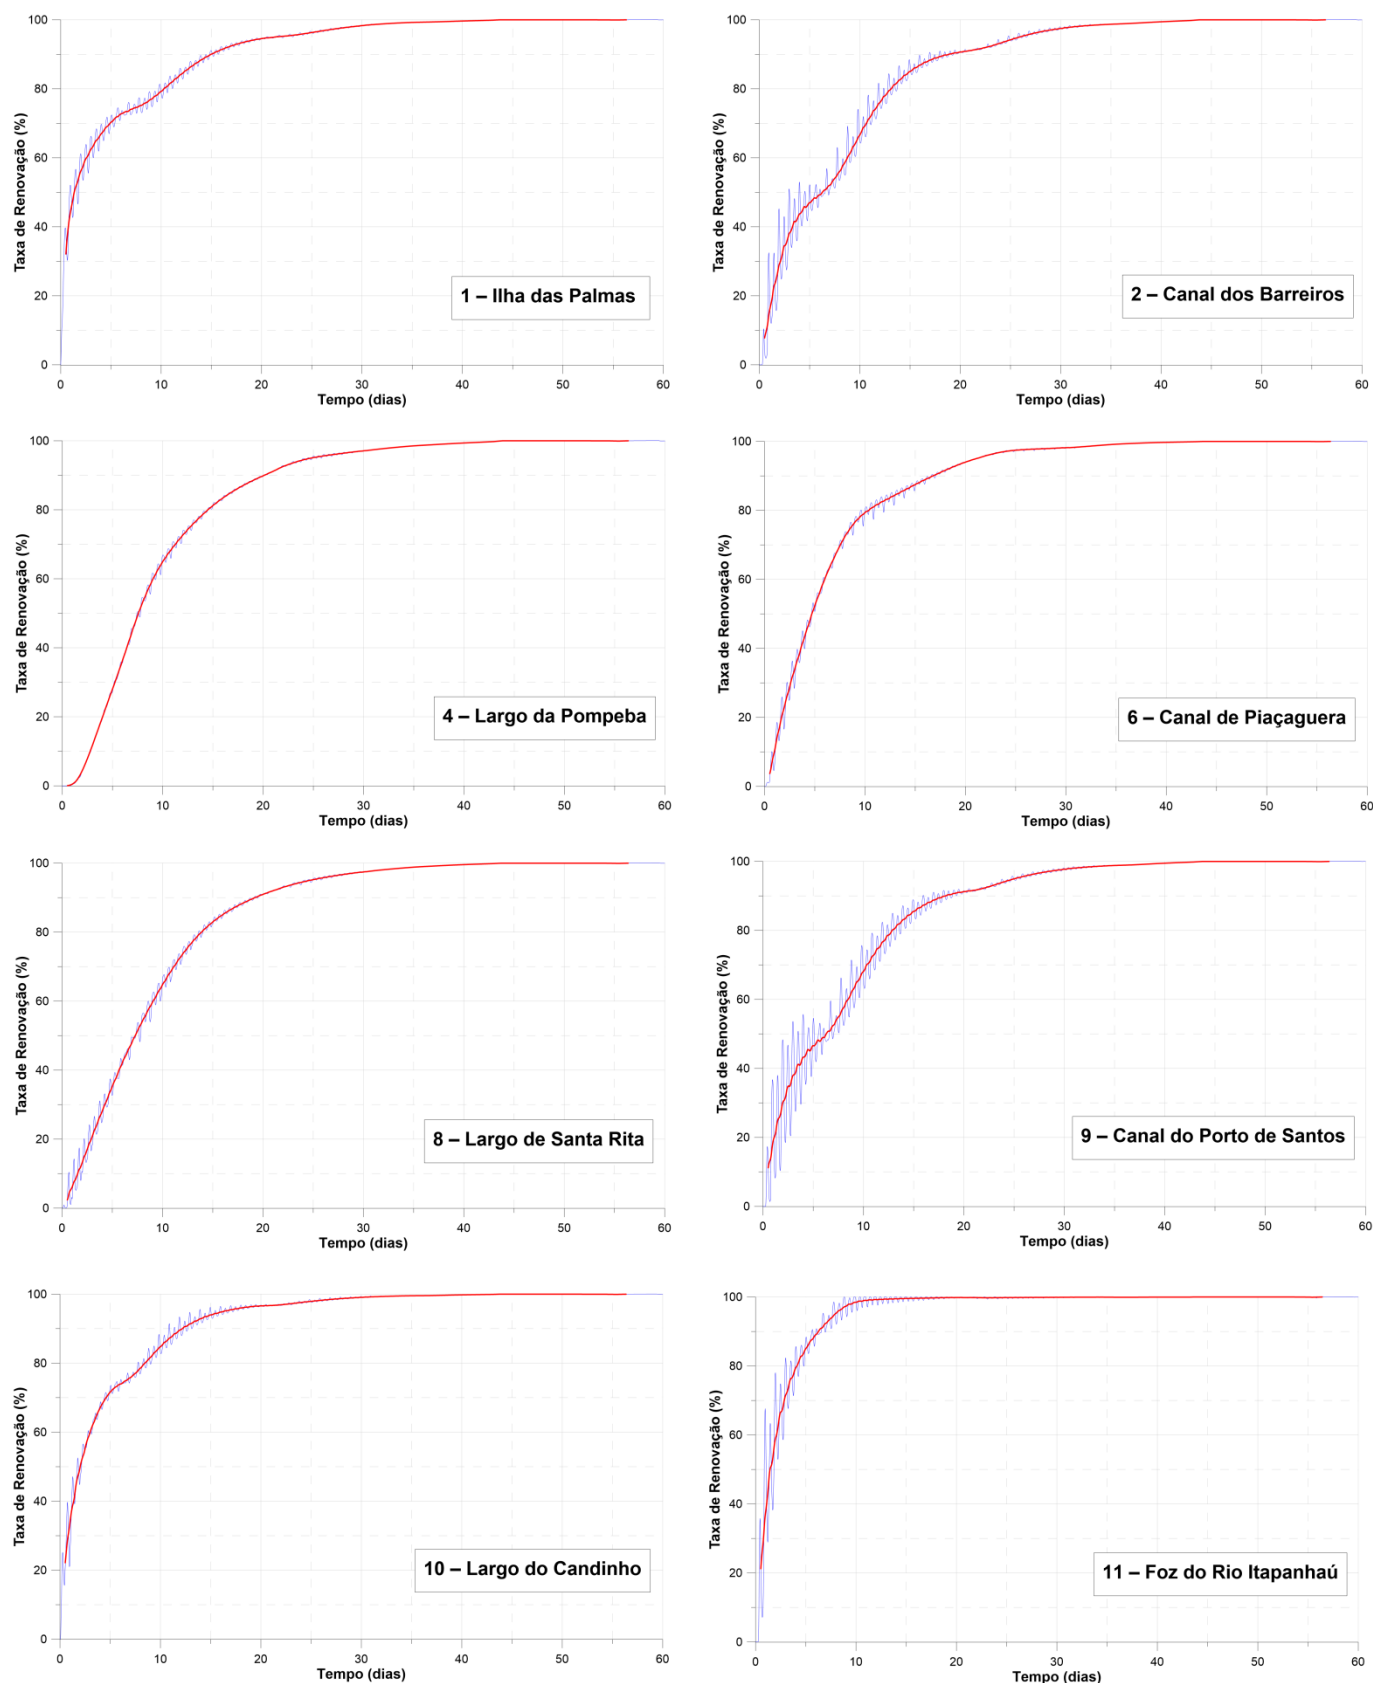 Taxa de Renovação (%)
100
80
60
40
20
0
0 10 20 30 40 50 60
Tempo (dias)
1 – Ilha das Palmas
Taxa de Renovação (%)
100
80
60
40
20
0
0 10 20 30 40 50 60
Tempo (dias)
2 – Canal dos Barreiros
Taxa de Renovação (%)
100
80
60
40
20
0
0 10 20 30 40 50 60
Tempo (dias)
4 – Largo da Pompeba
Taxa de Renovação (%)
100
80
60
40
20
0
0 10 20 30 40 50 60
Tempo (dias)
6 – Canal de Piaçaguera
Taxa de Renovação (%)
100
80
60
40
20
0
0 10 20 30 40 50 60
Tempo (dias)
8 – Largo de Santa Rita
Taxa de Renovação (%)
100
80
60
40
20
0
0 10 20 30 40 50 60
Tempo (dias)
9 – Canal do Porto de Santos
Taxa de Renovação (%)
100
80
60
40
20
0
0 10 20 30 40 50 60
Tempo (dias)
10 – Largo do Candinho
Taxa de Renovação (%)
100
80
60
40
20
0
0 10 20 30 40 50 60
Tempo (dias)
11 – Foz do Rio Itapanhaú